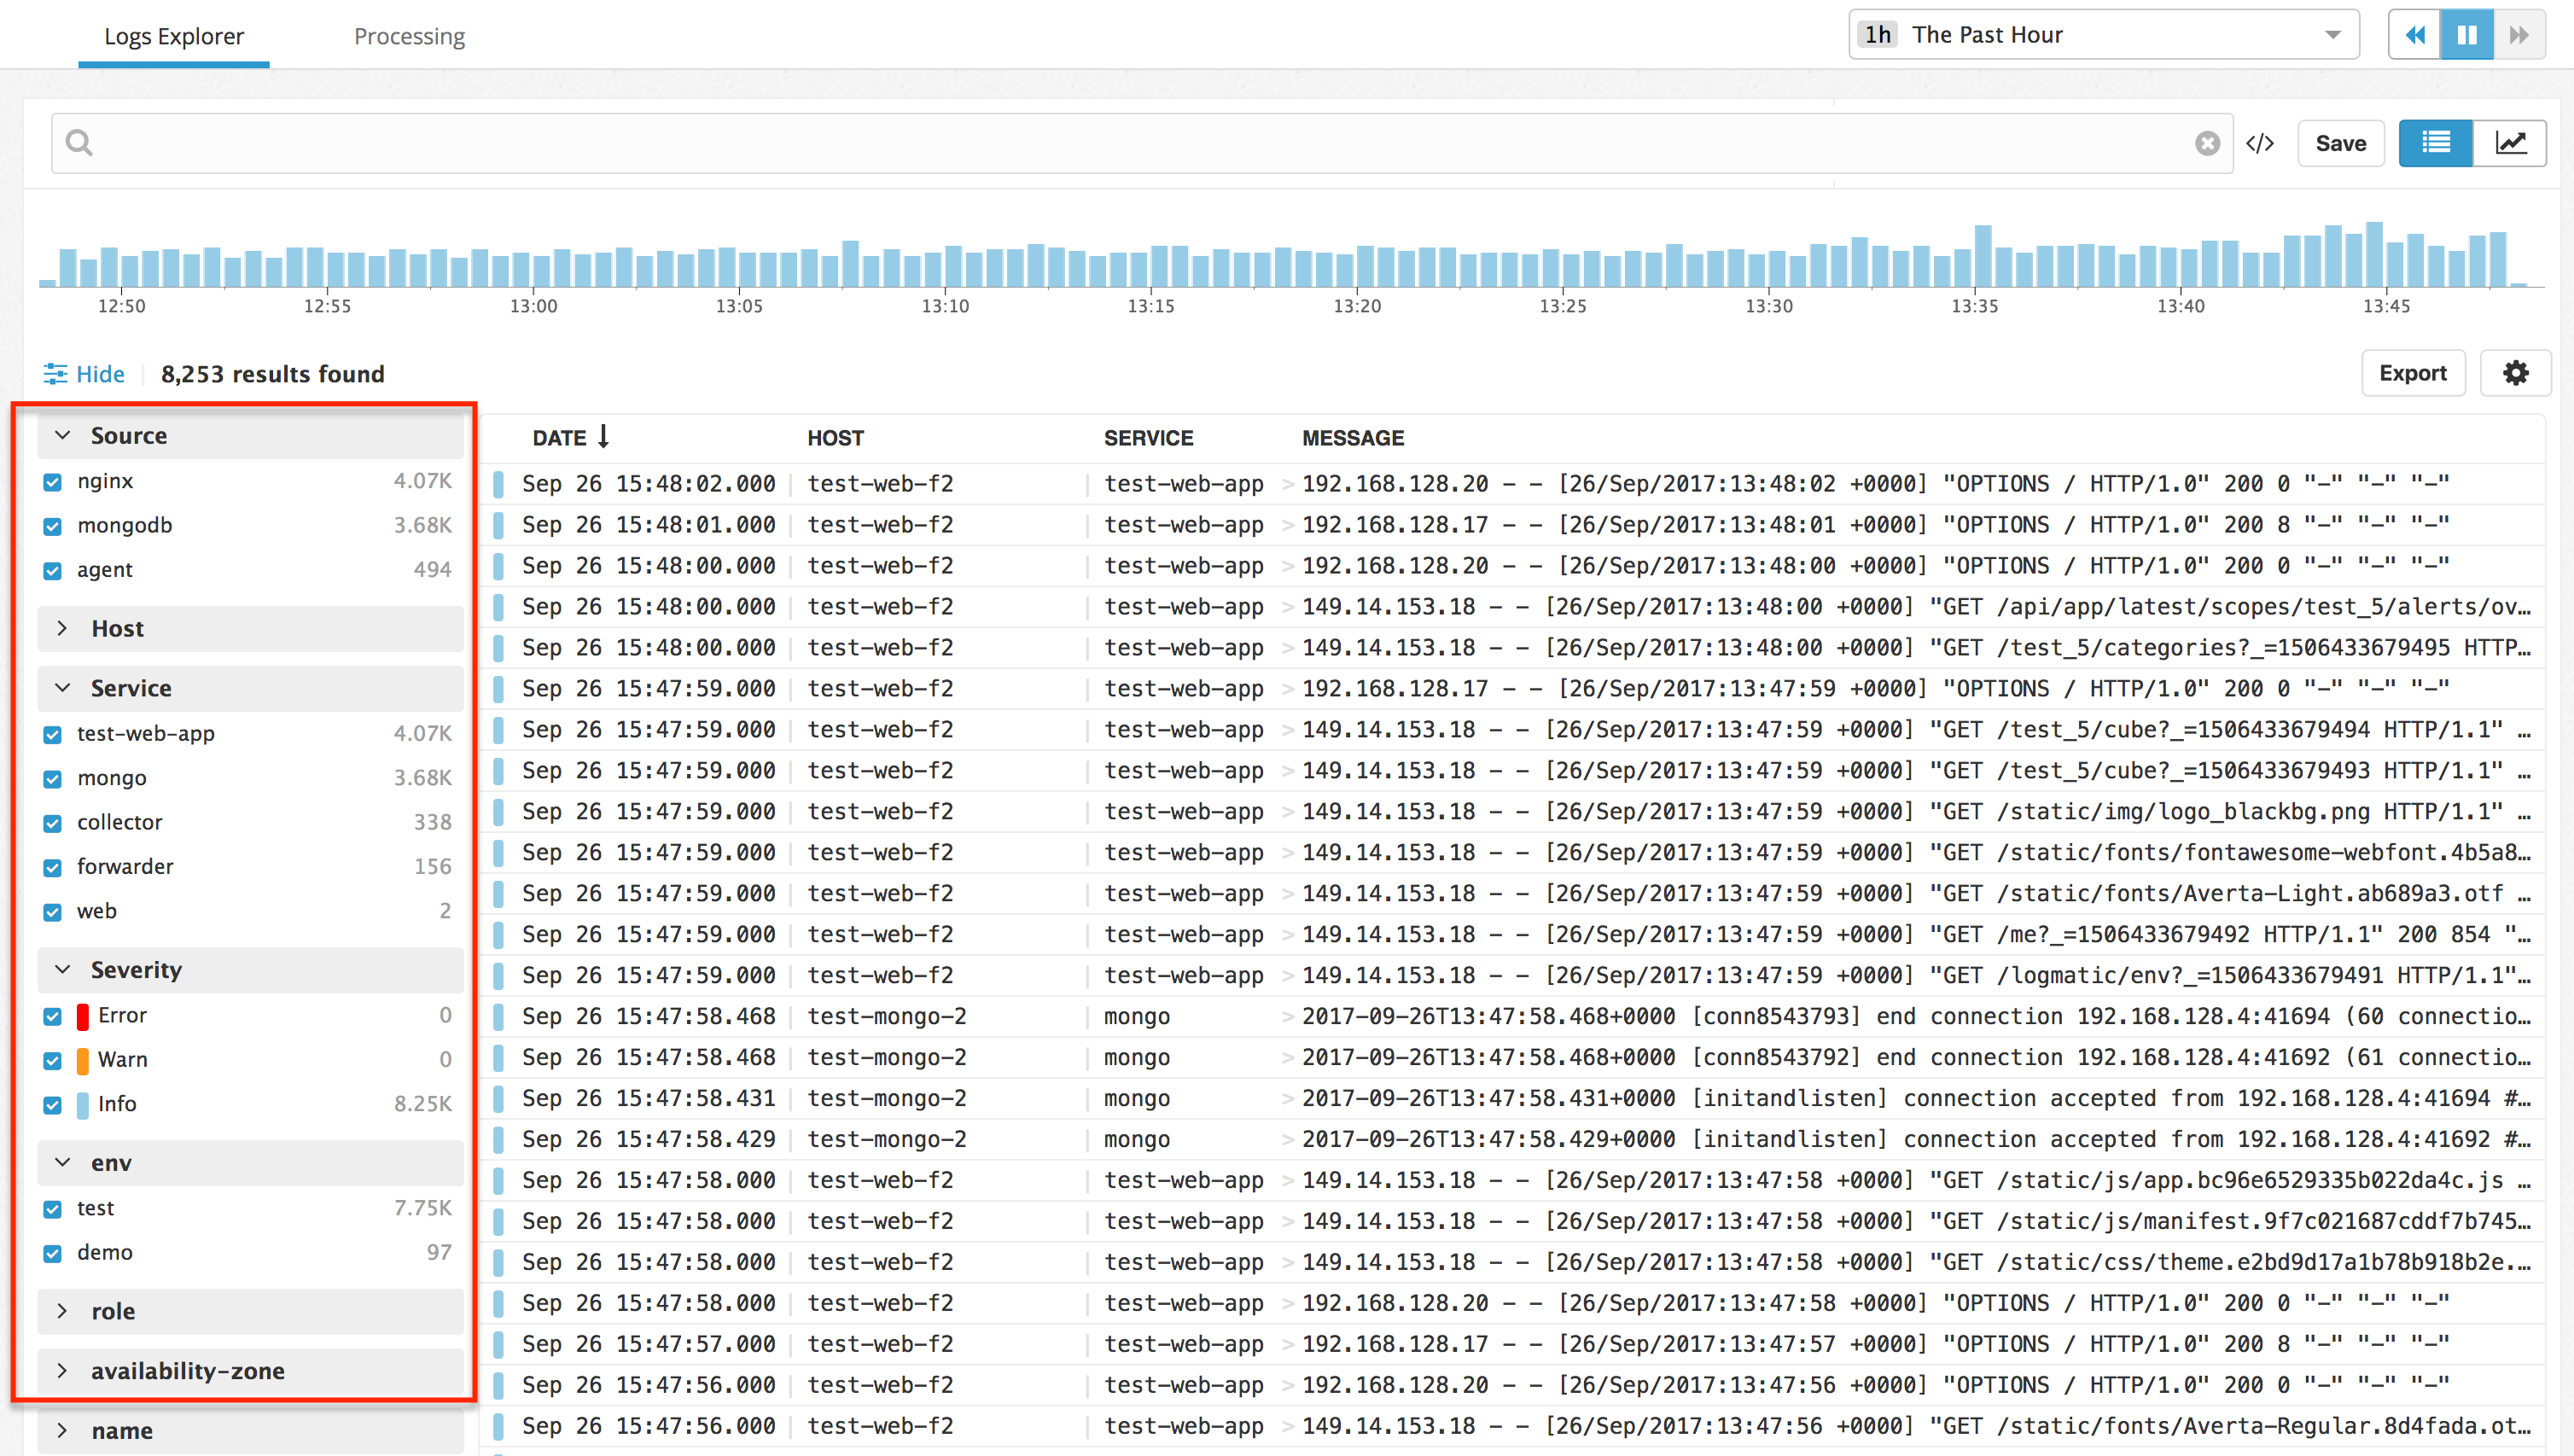 Logs Explorer Processing 1h The Past Hour
</> Save
12:50 12:55 13:00 13:05 13:10 13:15 13:20 13:25 13:30 13:35 13:40 13:45
Hide 8,253 results found Export
Source
nginx 4.07K
mongodb 3.68K
agent 494
Host
Service
test-web-app 4.07K
mongo 3.68K
collector 338
forwarder 156
web 2
Severity
Error 0
Warn 0
Info 8.25K
env
test 7.75K
demo 97
role
availability-zone
name
DATE ↓ HOST SERVICE MESSAGE
Sep 26 15:48:02.000 test-web-f2 test-web-app > 192.168.128.20 - - [26/Sep/2017:13:48:02 +0000] "OPTIONS / HTTP/1.0" 200 0 "-" "-" "-"
Sep 26 15:48:01.000 test-web-f2 test-web-app > 192.168.128.17 - - [26/Sep/2017:13:48:01 +0000] "OPTIONS / HTTP/1.0" 200 8 "-" "-" "-"
Sep 26 15:48:00.000 test-web-f2 test-web-app > 192.168.128.20 - - [26/Sep/2017:13:48:00 +0000] "OPTIONS / HTTP/1.0" 200 0 "-" "-" "-"
Sep 26 15:48:00.000 test-web-f2 test-web-app > 149.14.153.18 - - [26/Sep/2017:13:48:00 +0000] "GET /api/app/latest/scopes/test_5/alerts/ov…
Sep 26 15:48:00.000 test-web-f2 test-web-app > 149.14.153.18 - - [26/Sep/2017:13:48:00 +0000] "GET /test_5/categories?_=1506433679495 HTTP…
Sep 26 15:47:59.000 test-web-f2 test-web-app > 192.168.128.17 - - [26/Sep/2017:13:47:59 +0000] "OPTIONS / HTTP/1.0" 200 0 "-" "-" "-"
Sep 26 15:47:59.000 test-web-f2 test-web-app > 149.14.153.18 - - [26/Sep/2017:13:47:59 +0000] "GET /test_5/cube?_=1506433679494 HTTP/1.1" …
Sep 26 15:47:59.000 test-web-f2 test-web-app > 149.14.153.18 - - [26/Sep/2017:13:47:59 +0000] "GET /test_5/cube?_=1506433679493 HTTP/1.1" …
Sep 26 15:47:59.000 test-web-f2 test-web-app > 149.14.153.18 - - [26/Sep/2017:13:47:59 +0000] "GET /static/img/logo_blackbg.png HTTP/1.1" …
Sep 26 15:47:59.000 test-web-f2 test-web-app > 149.14.153.18 - - [26/Sep/2017:13:47:59 +0000] "GET /static/fonts/fontawesome-webfont.4b5a8…
Sep 26 15:47:59.000 test-web-f2 test-web-app > 149.14.153.18 - - [26/Sep/2017:13:47:59 +0000] "GET /static/fonts/Averta-Light.ab689a3.otf …
Sep 26 15:47:59.000 test-web-f2 test-web-app > 149.14.153.18 - - [26/Sep/2017:13:47:59 +0000] "GET /me?_=1506433679492 HTTP/1.1" 200 854 "…
Sep 26 15:47:59.000 test-web-f2 test-web-app > 149.14.153.18 - - [26/Sep/2017:13:47:59 +0000] "GET /logmatic/env?_=1506433679491 HTTP/1.1"…
Sep 26 15:47:58.468 test-mongo-2 mongo > 2017-09-26T13:47:58.468+0000 [conn8543793] end connection 192.168.128.4:41694 (60 connectio…
Sep 26 15:47:58.468 test-mongo-2 mongo > 2017-09-26T13:47:58.468+0000 [conn8543792] end connection 192.168.128.4:41692 (61 connectio…
Sep 26 15:47:58.431 test-mongo-2 mongo > 2017-09-26T13:47:58.431+0000 [initandlisten] connection accepted from 192.168.128.4:41694 #…
Sep 26 15:47:58.429 test-mongo-2 mongo > 2017-09-26T13:47:58.429+0000 [initandlisten] connection accepted from 192.168.128.4:41692 #…
Sep 26 15:47:58.000 test-web-f2 test-web-app > 149.14.153.18 - - [26/Sep/2017:13:47:58 +0000] "GET /static/js/app.bc96e6529335b022da4c.js …
Sep 26 15:47:58.000 test-web-f2 test-web-app > 149.14.153.18 - - [26/Sep/2017:13:47:58 +0000] "GET /static/js/manifest.9f7c021687cddf7b745…
Sep 26 15:47:58.000 test-web-f2 test-web-app > 149.14.153.18 - - [26/Sep/2017:13:47:58 +0000] "GET /static/css/theme.e2bd9d17a1b78b918b2e.…
Sep 26 15:47:58.000 test-web-f2 test-web-app > 192.168.128.20 - - [26/Sep/2017:13:47:58 +0000] "OPTIONS / HTTP/1.0" 200 0 "-" "-" "-"
Sep 26 15:47:57.000 test-web-f2 test-web-app > 192.168.128.17 - - [26/Sep/2017:13:47:57 +0000] "OPTIONS / HTTP/1.0" 200 8 "-" "-" "-"
Sep 26 15:47:56.000 test-web-f2 test-web-app > 192.168.128.20 - - [26/Sep/2017:13:47:56 +0000] "OPTIONS / HTTP/1.0" 200 0 "-" "-" "-"
Sep 26 15:47:56.000 test-web-f2 test-web-app > 149.14.153.18 - - [26/Sep/2017:13:47:56 +0000] "GET /static/fonts/Averta-Regular.8d4fada.ot…